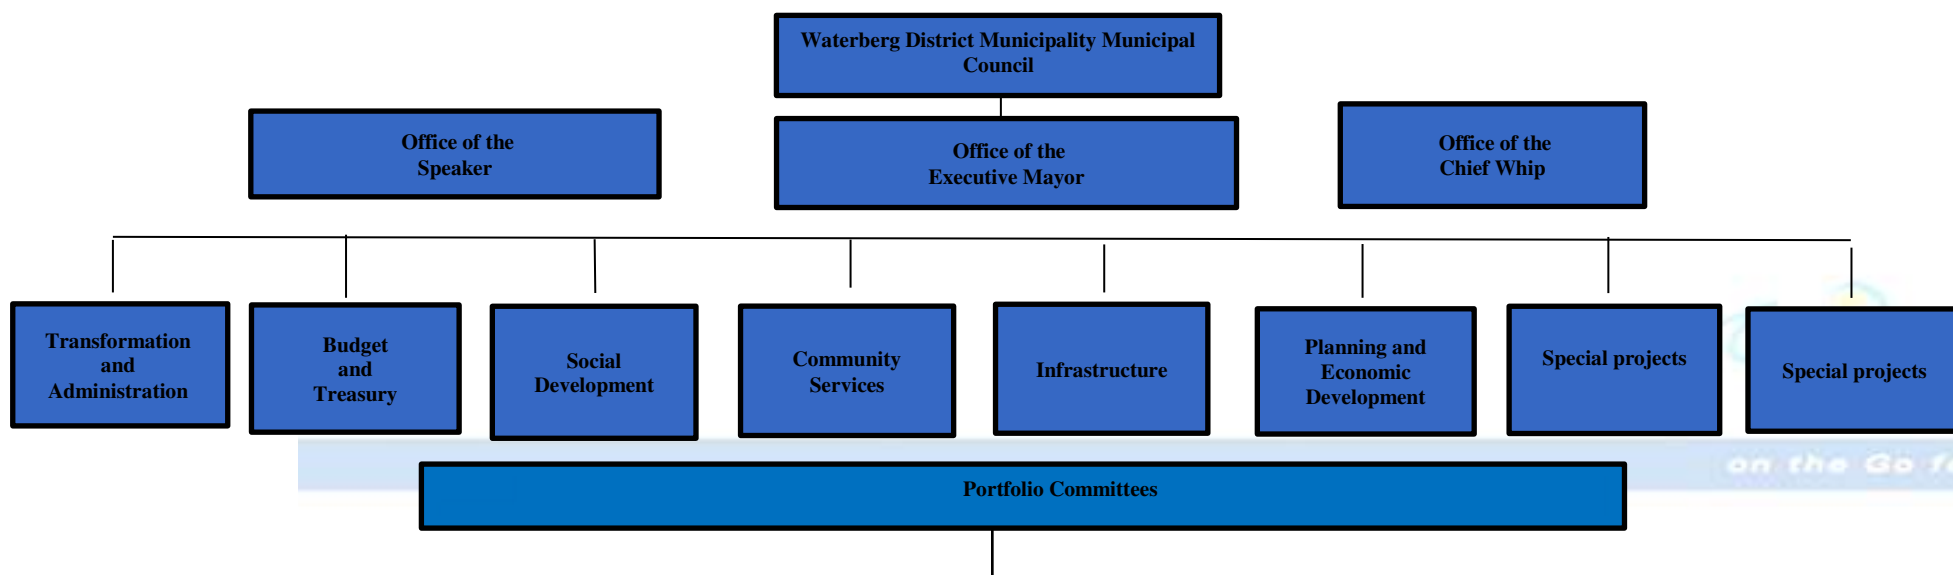 Waterberg District Municipality Municipal
Council
Office of the
Speaker
Office of the
Executive Mayor
Office of the
Chief Whip
Transformation
and
Administration
Budget
and
Treasury
Social
Development
Community
Services
Infrastructure
Planning and
Economic
Development
Special projects
Special projects
on the Go
Portfolio Committees